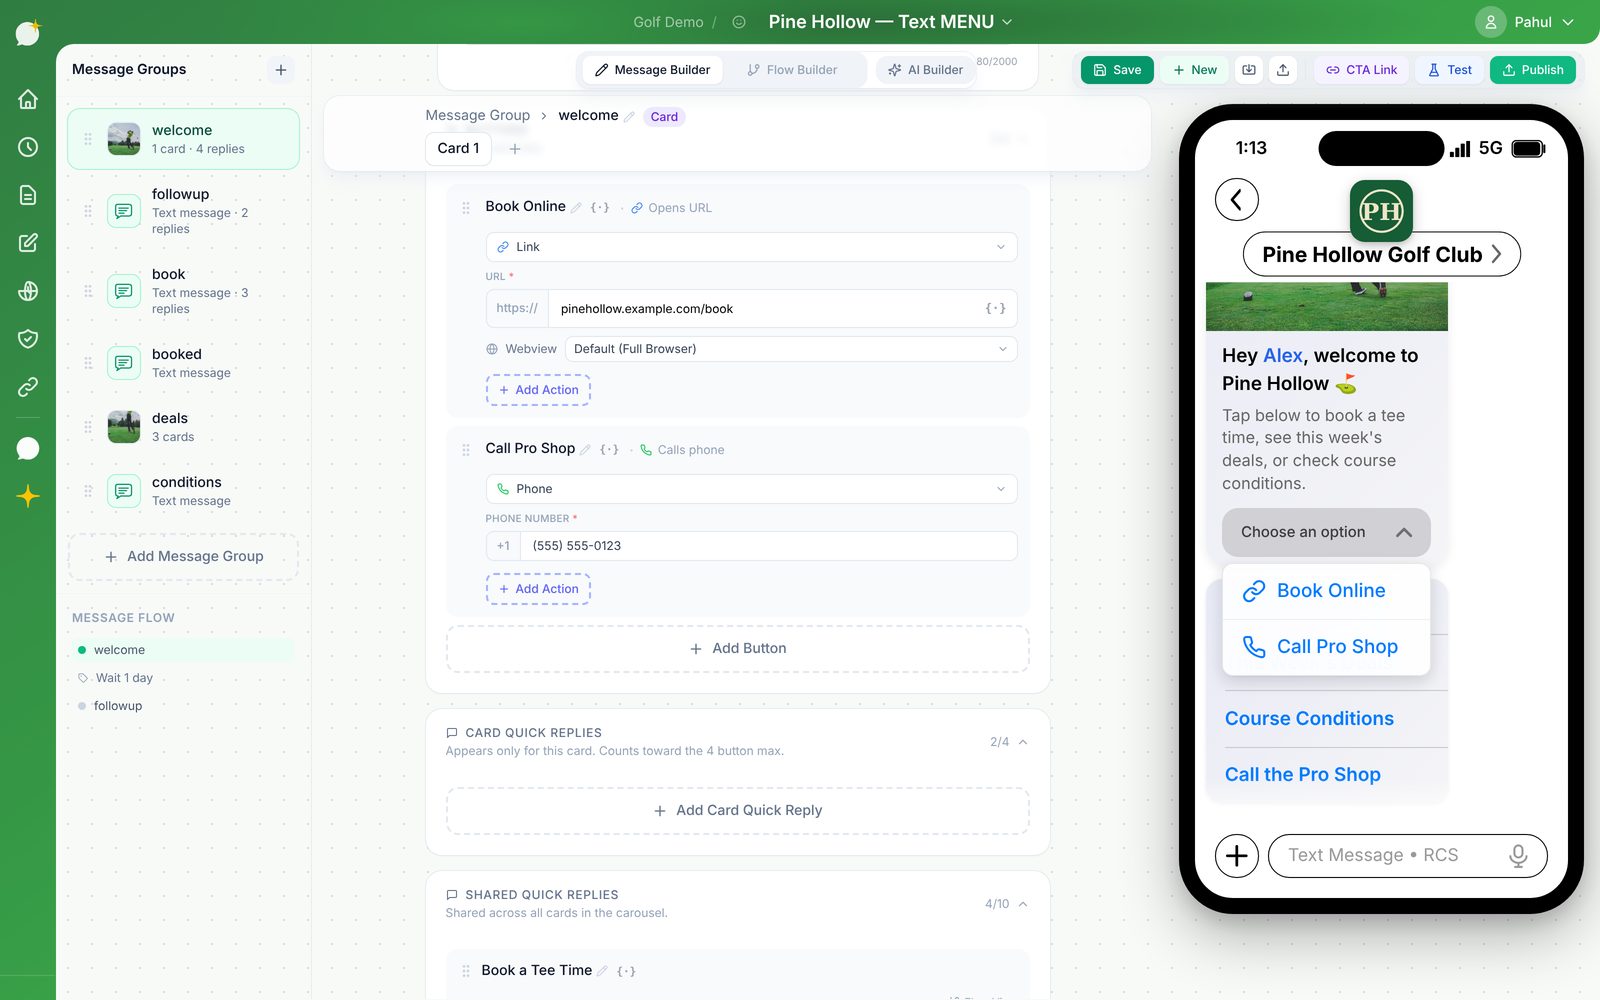 Golf Demo /
Pine Hollow — Text MENU
Pahul
Message Groups
welcome
1 card · 4 replies
followup
Text message · 2
replies
book
Text message · 3
replies
booked
Text message
deals
3 cards
conditions
Text message
Add Message Group
MESSAGE FLOW
welcome
Wait 1 day
followup
Message Builder
Flow Builder
AI Builder
80/2000
Save
New
CTA Link
Test
Publish
Message Group
welcome
Card
Card 1
Book Online {·} · Opens URL
Link
URL *
https:// pinehollow.example.com/book {·}
Webview Default (Full Browser)
Add Action
Call Pro Shop {·} · Calls phone
Phone
PHONE NUMBER *
+1 (555) 555-0123
Add Action
Add Button
CARD QUICK REPLIES
Appears only for this card. Counts toward the 4 button max.
2/4
Add Card Quick Reply
SHARED QUICK REPLIES
Shared across all cards in the carousel.
4/10
Book a Tee Time {·}
1:13
5G
PH
Pine Hollow Golf Club
Hey Alex, welcome to
Pine Hollow ⛳
Tap below to book a tee
time, see this week's
deals, or check course
conditions.
Choose an option
Book Online
Call Pro Shop
Course Conditions
Call the Pro Shop
Text Message • RCS